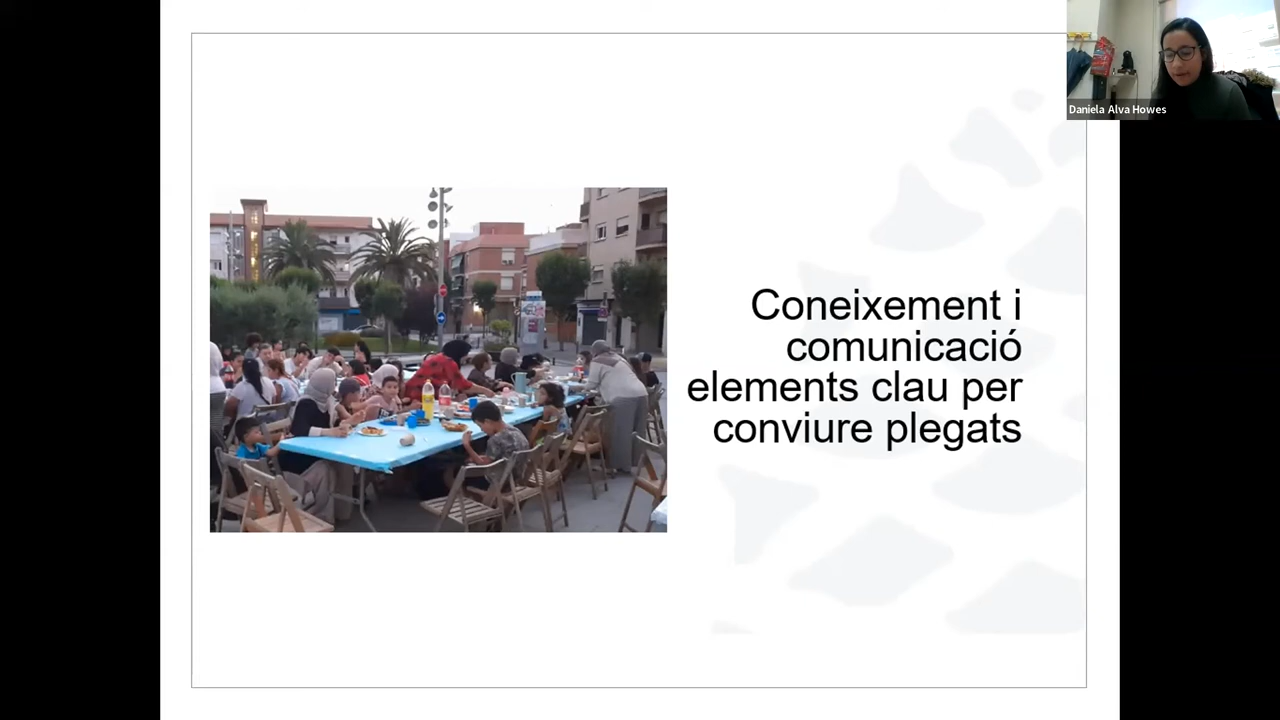 Daniela Alva Howes
Coneixement i
comunicació
elements clau per
conviure plegats